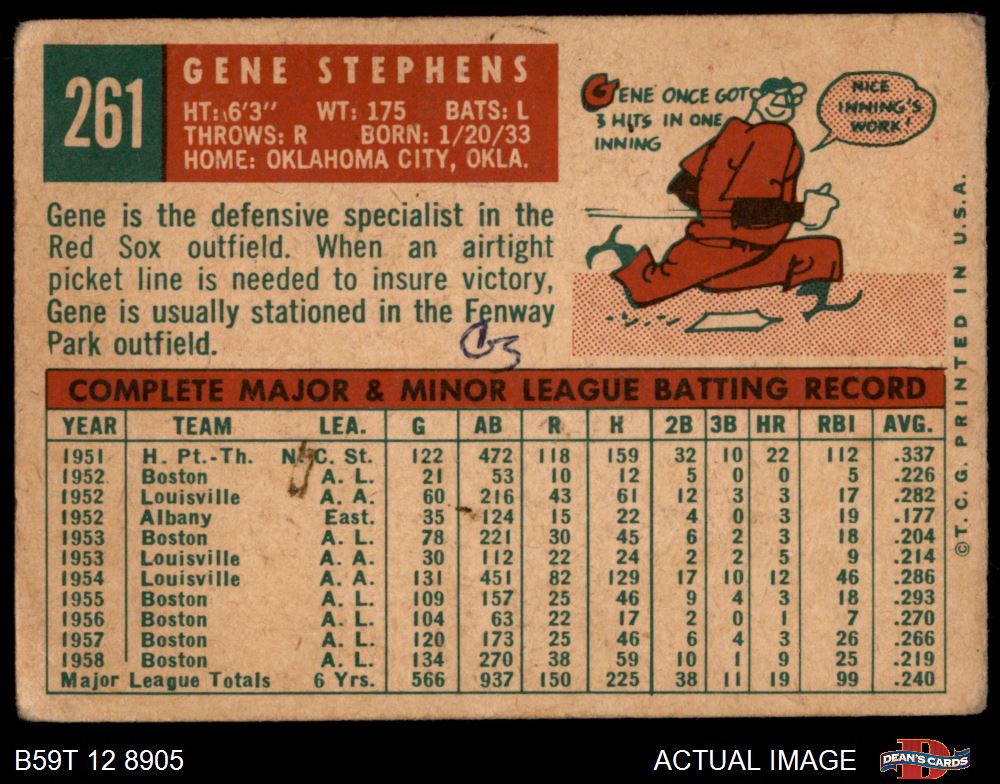 261
GENE STEPHENS
HT: 6'3" WT: 175 BATS: L
THROWS: R BORN: 1/20/33
HOME: OKLAHOMA CITY, OKLA.
GENE ONCE GOT
3 HITS IN ONE
INNING
NICE
INNING'S
WORK!
Gene is the defensive specialist in the
Red Sox outfield. When an airtight
picket line is needed to insure victory,
Gene is usually stationed in the Fenway
Park outfield.
COMPLETE MAJOR & MINOR LEAGUE BATTING RECORD
YEAR TEAM LEA. G AB R H 2B 3B HR RBI AVG.
1951 H. Pt.-Th. N. C. St. 122 472 118 159 32 10 22 112 .337
1952 Boston A. L. 21 53 10 12 5 0 0 5 .226
1952 Louisville A. A. 60 216 43 61 12 3 3 17 .282
1952 Albany East. 35 124 15 22 4 0 3 19 .177
1953 Boston A. L. 78 221 30 45 6 2 3 18 .204
1953 Louisville A. A. 30 112 22 24 2 2 5 9 .214
1954 Louisville A. A. 131 451 82 129 17 10 12 46 .286
1955 Boston A. L. 109 157 25 46 9 4 3 18 .293
1956 Boston A. L. 104 63 22 17 2 0 1 7 .270
1957 Boston A. L. 120 173 25 46 6 4 3 26 .266
1958 Boston A. L. 134 270 38 59 10 1 9 25 .219
Major League Totals 6 Yrs. 566 937 150 225 38 11 19 99 .240
©T. C. G. PRINTED IN U.S.A.
B59T 12 8905
ACTUAL IMAGE
DEAN'S CARDS